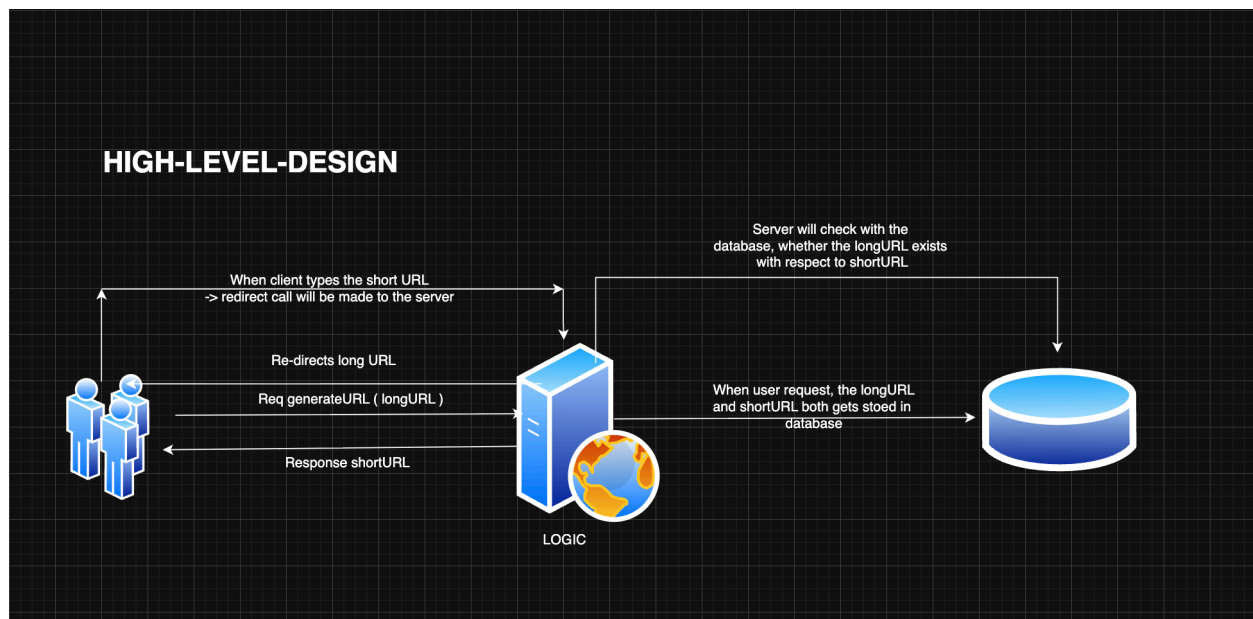 HIGH-LEVEL-DESIGN
Server will check with the
database, whether the longURL exists
with respect to shortURL
When client types the short URL
-> redirect call will be made to the server
Re-directs long URL
Req generateURL ( longURL )
When user request, the longURL
and shortURL both gets stoed in
database
Response shortURL
LOGIC